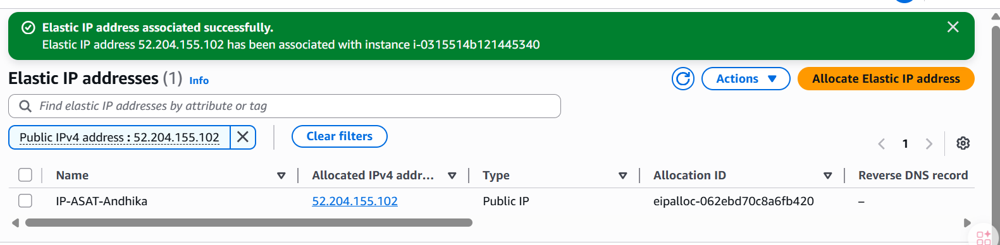 Elastic IP address associated successfully.
Elastic IP address 52.204.155.102 has been associated with instance i-0315514b121445340
Elastic IP addresses (1) Info
Actions
Allocate Elastic IP address
Find elastic IP addresses by attribute or tag
Public IPv4 address : 52.204.155.102
Clear filters
1
Name Allocated IPv4 addr... Type Allocation ID Reverse DNS record
IP-ASAT-Andhika 52.204.155.102 Public IP eipalloc-062ebd70c8a6fb420 –